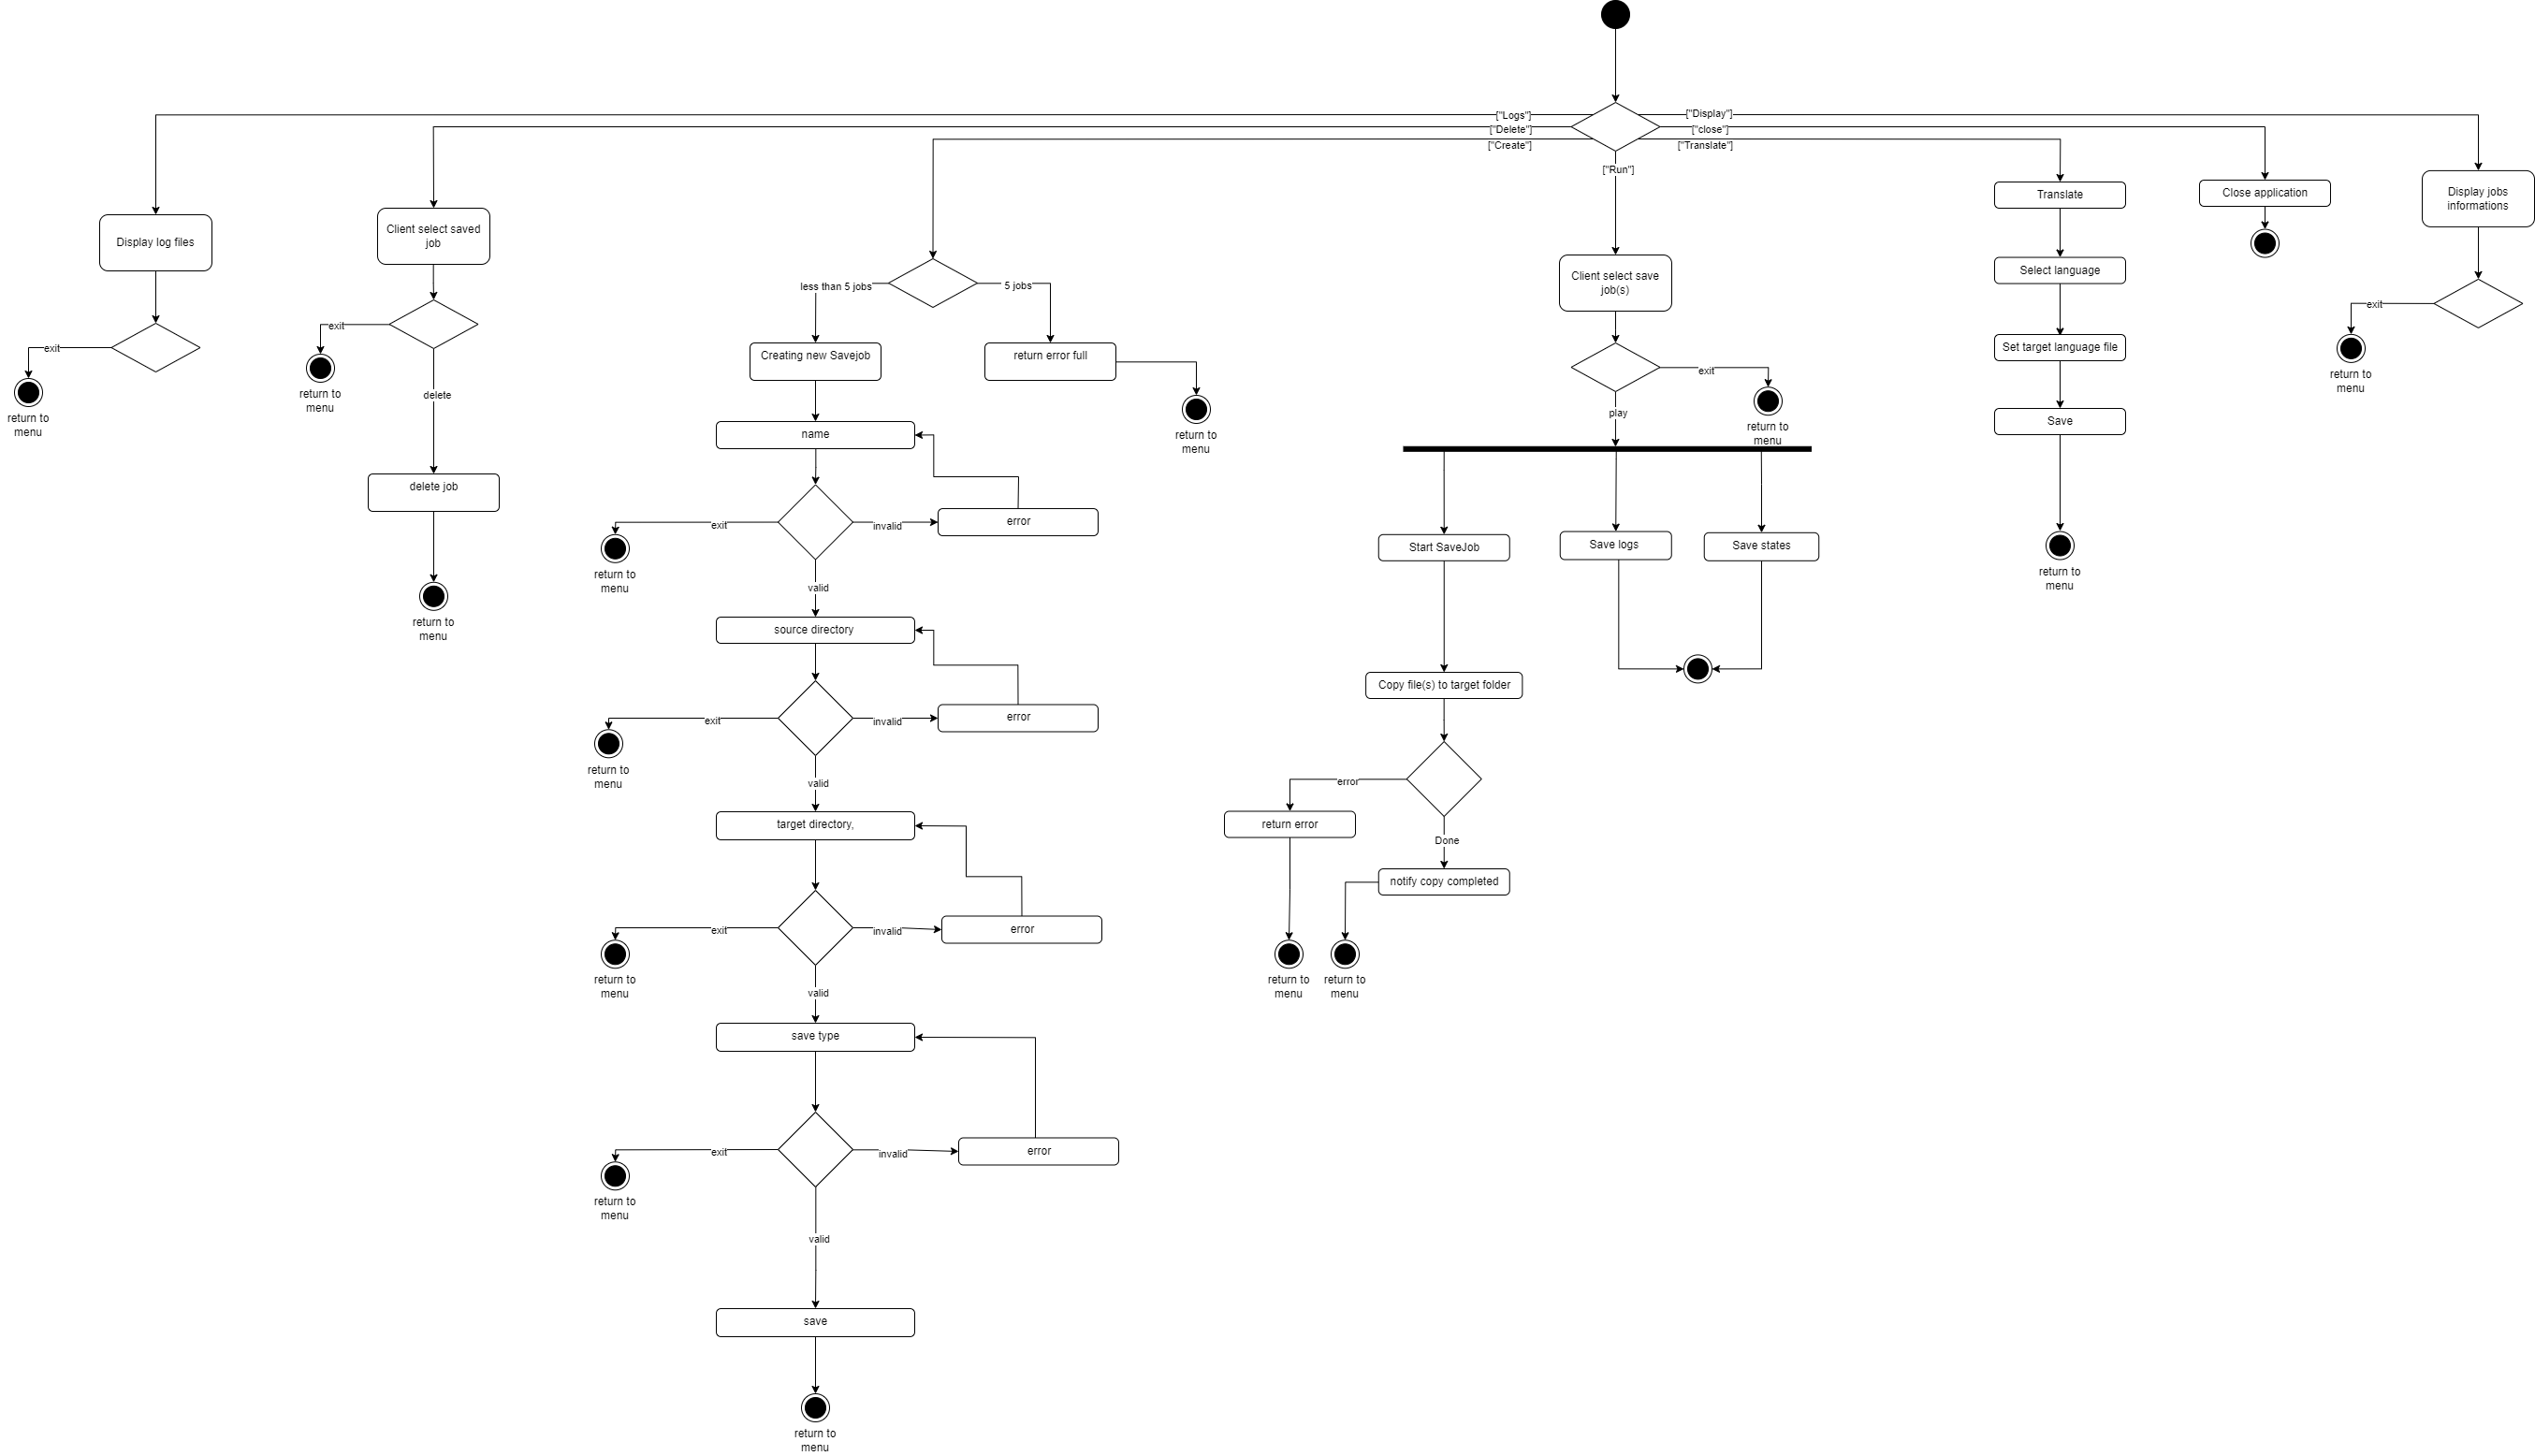 ["Logs"]
["Delete"]
["Create"]
["Run"]
["Display"]
["close"]
["Translate"]
Display log files
exit
return to
menu
Client select saved
job
exit
return to
menu
delete
delete job
return to
menu
less than 5 jobs
5 jobs
Creating new Savejob
return error full
return to
menu
name
exit
invalid
error
return to
menu
valid
source directory
exit
invalid
error
return to
menu
valid
target directory,
exit
invalid
error
return to
menu
valid
save type
exit
invalid
error
return to
menu
valid
save
return to
menu
Client select save
job(s)
exit
return to
menu
play
Start SaveJob
Save logs
Save states
Copy file(s) to target folder
error
return error
Done
notify copy completed
return to
menu
return to
menu
Translate
Select language
Set target language file
Save
return to
menu
Close application
Display jobs
informations
exit
return to
menu